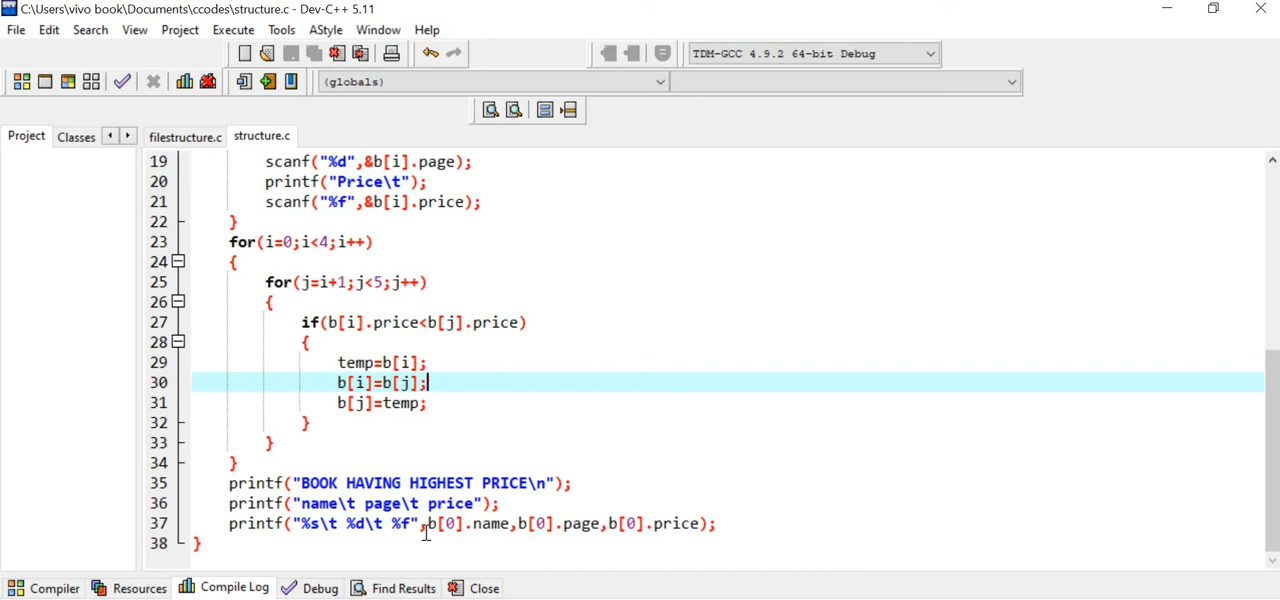 C:\Users\vivo book\Documents\ccodes\structure.c - Dev-C++ 5.11
File Edit Search View Project Execute Tools AStyle Window Help
TDM-GCC 4.9.2 64-bit Debug
(globals)
Project Classes filestructure.c structure.c
19 scanf("%d",&b[i].page);
20 printf("Price\t");
21 scanf("%f",&b[i].price);
22 }
23 for(i=0;i<4;i++)
24 {
25 for(j=i+1;j<5;j++)
26 {
27 if(b[i].price<b[j].price)
28 {
29 temp=b[i];
30 b[i]=b[j];
31 b[j]=temp;
32 }
33 }
34 }
35 printf("BOOK HAVING HIGHEST PRICE\n");
36 printf("name\t page\t price");
37 printf("%s\t %d\t %f",b[0].name,b[0].page,b[0].price);
38 }
Compiler Resources Compile Log Debug Find Results Close